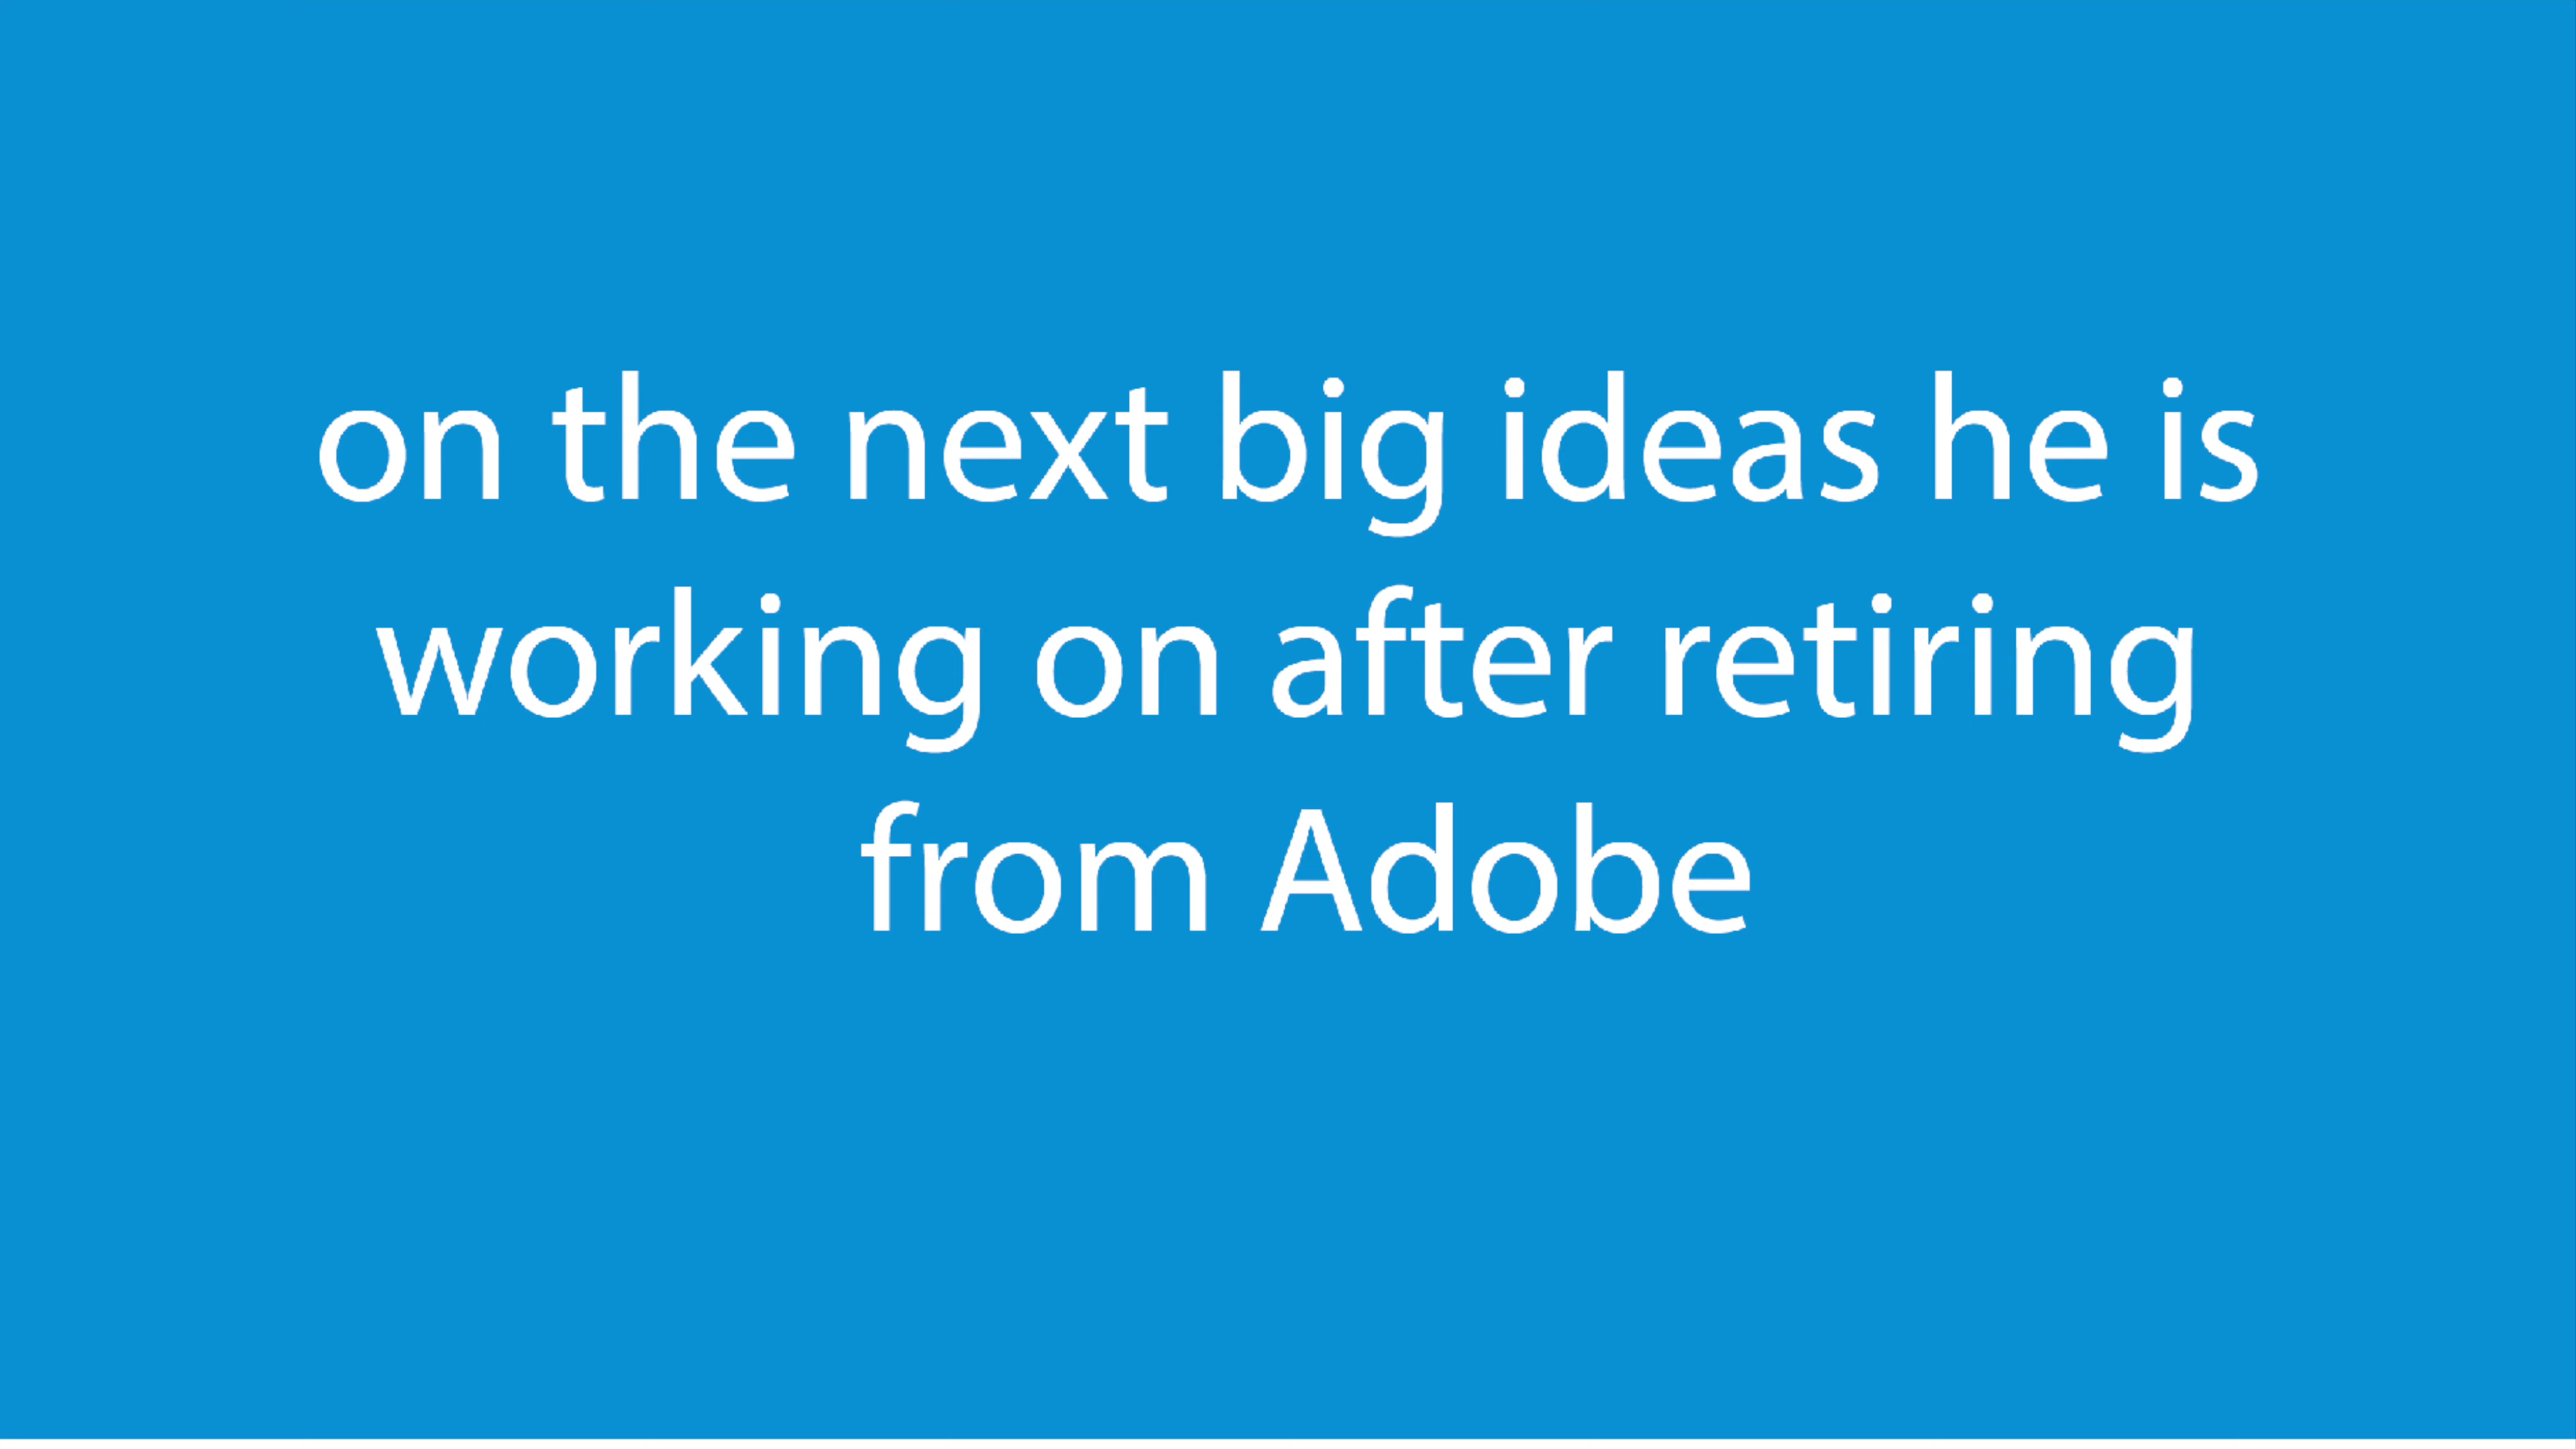 on the next big ideas he is
working on after retiring
from Adobe